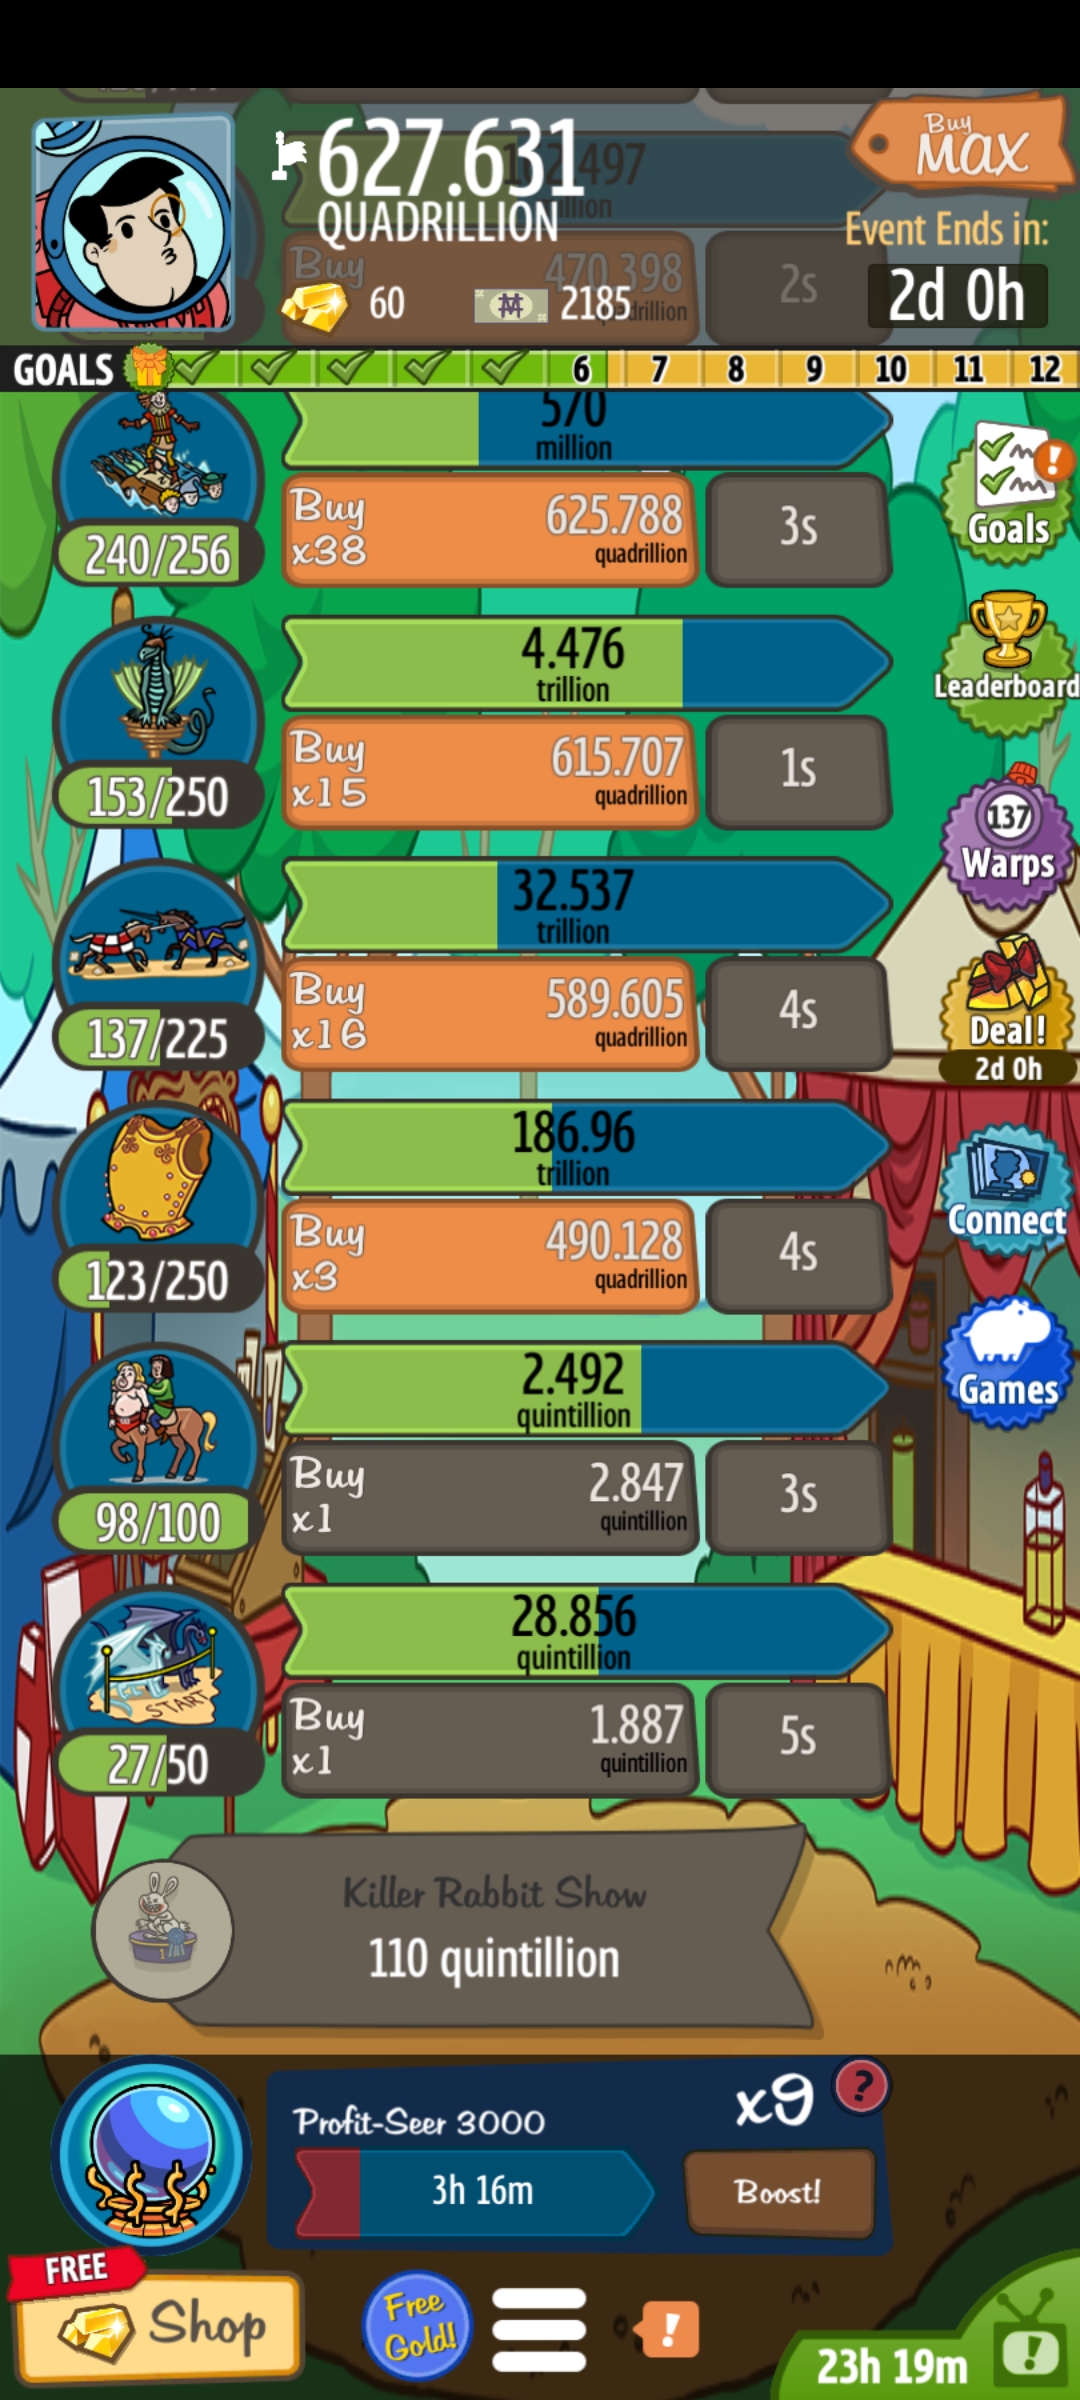 627.631
QUADRILLION
Buy
MAX
Event Ends in:
2d 0h
Buy
470.398
2s
60
2185
GOALS
6
7
8
9
10
11
12
570
million
Buy
x38
625.788
quadrillion
3s
240/256
Goals
4.476
trillion
Buy
x15
615.707
quadrillion
1s
153/250
Leaderboard
32.537
trillion
Buy
x16
589.605
quadrillion
4s
137/225
137
Warps
Deal!
2d 0h
186.96
trillion
Buy
x3
490.128
quadrillion
4s
123/250
Connect
2.492
quintillion
Buy
x1
2.847
quintillion
3s
98/100
Games
28.856
quintillion
START
Buy
x1
1.887
quintillion
5s
27/50
Killer Rabbit Show
110 quintillion
Profit-Seer 3000
x9
?
3h 16m
Boost!
FREE
Shop
Free
Gold!
!
23h 19m
!